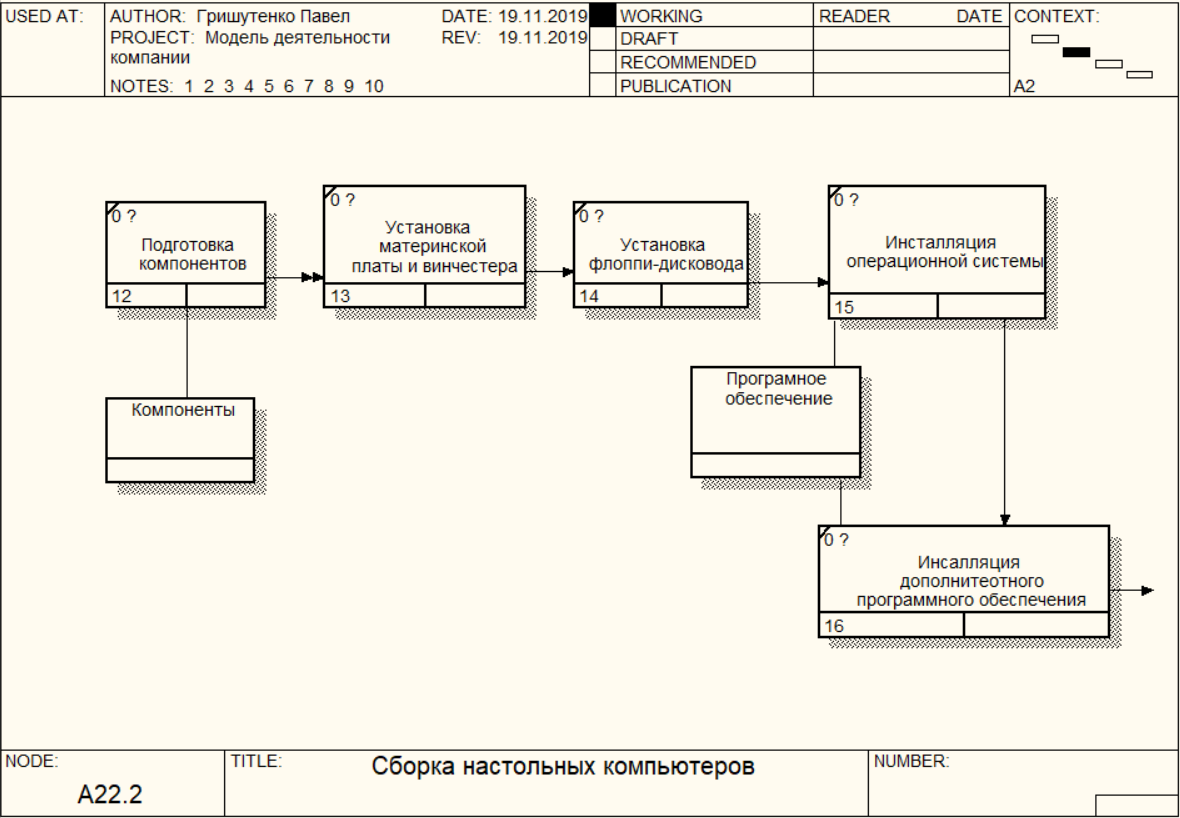 USED AT:
AUTHOR: Гришутенко Павел
DATE: 19.11.2019
PROJECT: Модель деятельности
компании
REV: 19.11.2019
NOTES: 1 2 3 4 5 6 7 8 9 10
WORKING
DRAFT
RECOMMENDED
PUBLICATION
READER DATE
CONTEXT:
A2
0 ?
Подготовка
компонентов
12
0 ?
Установка
материнской
платы и винчестера
13
0 ?
Установка
флоппи-дисковода
14
0 ?
Инсталляция
операционной системы
15
Компоненты
Програмное
обеспечение
0 ?
Инсалляция
дополнитеотного
программного обеспечения
16
NODE:
A22.2
TITLE:
Сборка настольных компьютеров
NUMBER: